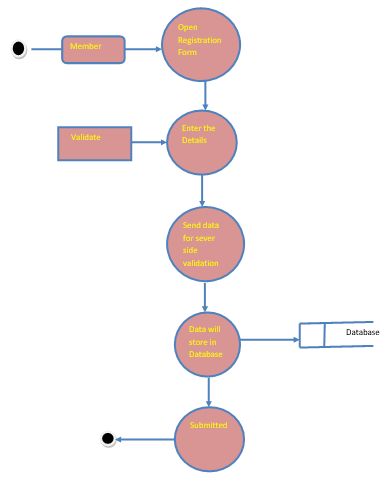 Open
Registration
Form
Member
Enter the
Details
Validate
Send data
for sever
side
validation
Data will
store in
Database
Database
Submitted